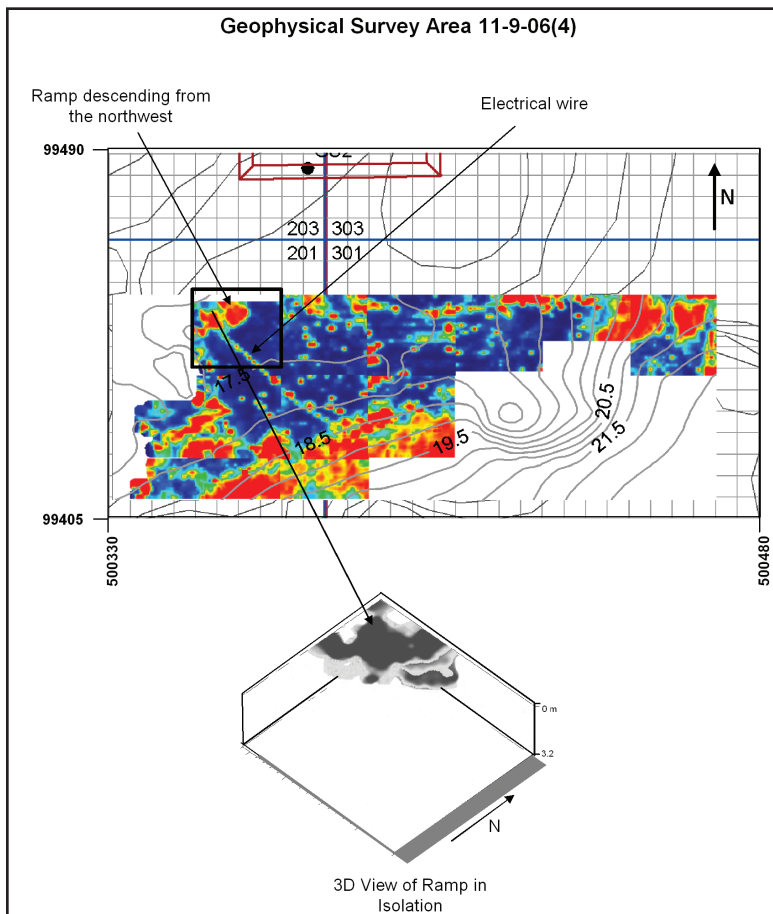 Geophysical Survey Area 11-9-06(4)
Ramp descending from
the northwest
Electrical wire
99490
N
203 303
201 301
17.5
18.5
19.5
20.5
21.5
99405
500330
500480
0 m
3.2
N
3D View of Ramp in
Isolation